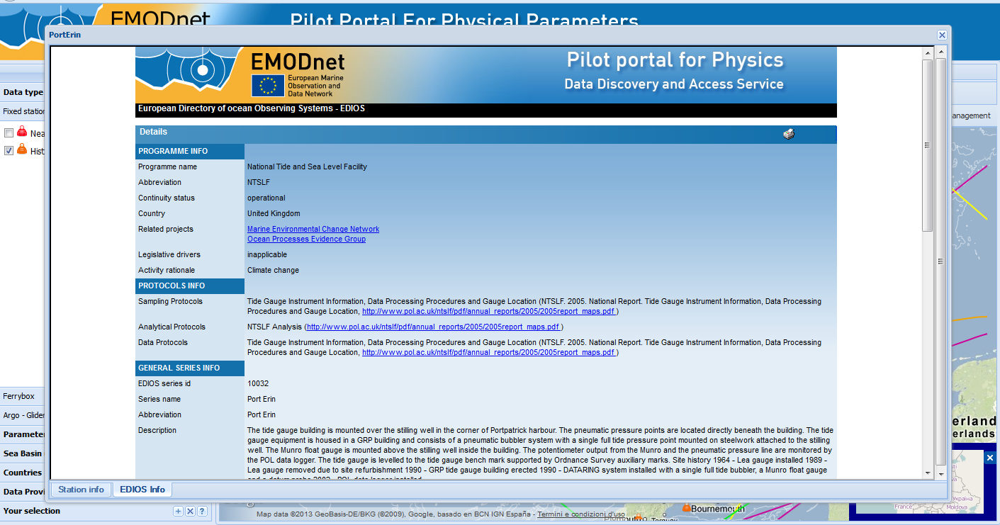 EMODnet
Pilot Portal For Physical Parameters
PortErin
EMODnet
European Marine
Observation and
Data Network
Pilot portal for Physics
Data Discovery and Access Service
European Directory of ocean Observing Systems - EDIOS
Details
PROGRAMME INFO
Programme name National Tide and Sea Level Facility
Abbreviation NTSLF
Continuity status operational
Country United Kingdom
Related projects Marine Environmental Change Network
Ocean Processes Evidence Group
Legislative drivers inapplicable
Activity rationale Climate change
PROTOCOLS INFO
Sampling Protocols Tide Gauge Instrument Information, Data Processing Procedures and Gauge Location (NTSLF. 2005. National Report. Tide Gauge Instrument Information, Data Processing
Procedures and Gauge Location, http://www.pol.ac.uk/ntslf/pdf/annual_reports/2005/2005report_maps.pdf )
Analytical Protocols NTSLF Analysis (http://www.pol.ac.uk/ntslf/pdf/annual_reports/2005/2005report_maps.pdf )
Data Protocols Tide Gauge Instrument Information, Data Processing Procedures and Gauge Location (NTSLF. 2005. National Report. Tide Gauge Instrument Information, Data Processing
Procedures and Gauge Location, http://www.pol.ac.uk/ntslf/pdf/annual_reports/2005/2005report_maps.pdf )
GENERAL SERIES INFO
EDIOS series id 10032
Series name Port Erin
Abbreviation Port Erin
Description The tide gauge building is mounted over the stilling well in the corner of Portpatrick harbour. The pneumatic pressure points are located directly beneath the building. The tide
gauge equipment is housed in a GRP building and consists of a pneumatic bubbler system with a single full tide pressure point mounted on steelwork attached to the stilling
well. The Munro float gauge is mounted above the stilling well inside the building. The potentiometer output from the Munro and the pneumatic pressure line are monitored by
the POL data logger. The tide gauge is levelled to the tide gauge bench mark supported by Ordnance Survey auxiliary marks. Site history 1964 - Lea gauge installed 1989 -
Lea gauge removed due to site refurbishment 1990 - GRP tide gauge building erected 1990 - DATARING system installed with a single full tide bubbler, a Munro float gauge
and a datum probe 2002 - POL data logger installed
Station info
EDIOS Info
Data type
Fixed station
Nea
Hist
Ferrybox
Argo - Glider
Paramete
Sea Basin
Countries
Data Provi
Your selection
anagement
erland
erlands
Україна
France
Moldova
Map data ©2013 GeoBasis-DE/BKG (©2009), Google, basado en BCN IGN España - Termini e condizioni d'uso
Plymouth
Torquay
Bournemouth